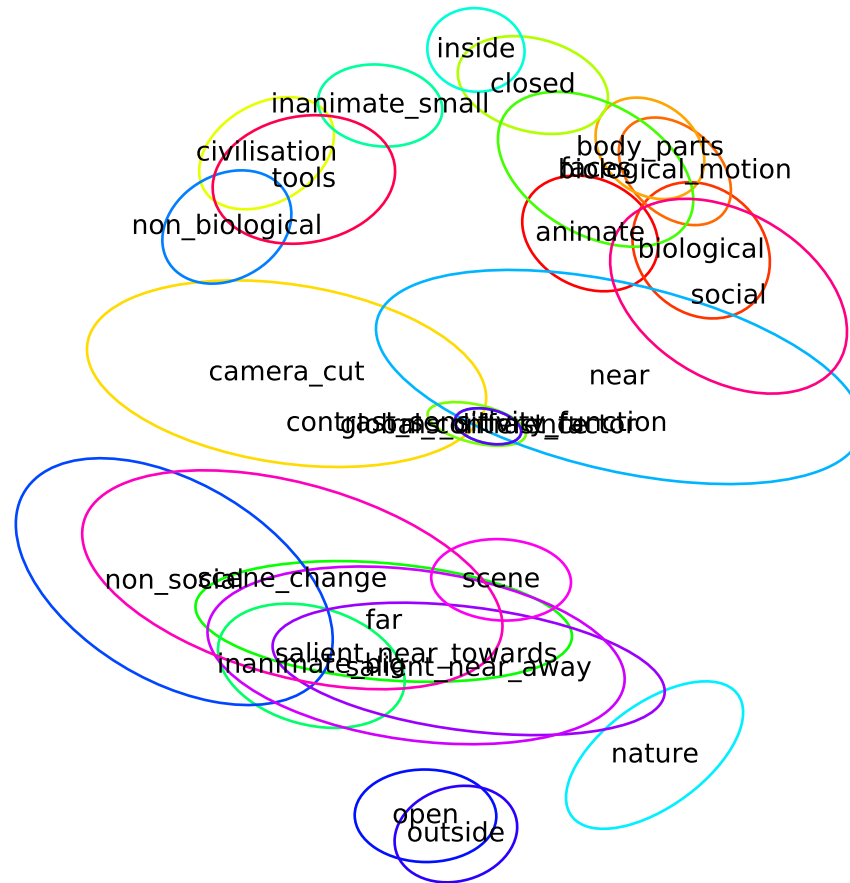 inside
closed
inanimate_small
body_parts
civilisation
faces
biological_motion
tools
non_biological
animate
biological
social
camera_cut
near
contrast_sensitivity_function
non_social
scene_change
scene
far
salient_near_towards
inanimate_big
salient_near_away
nature
open
outside